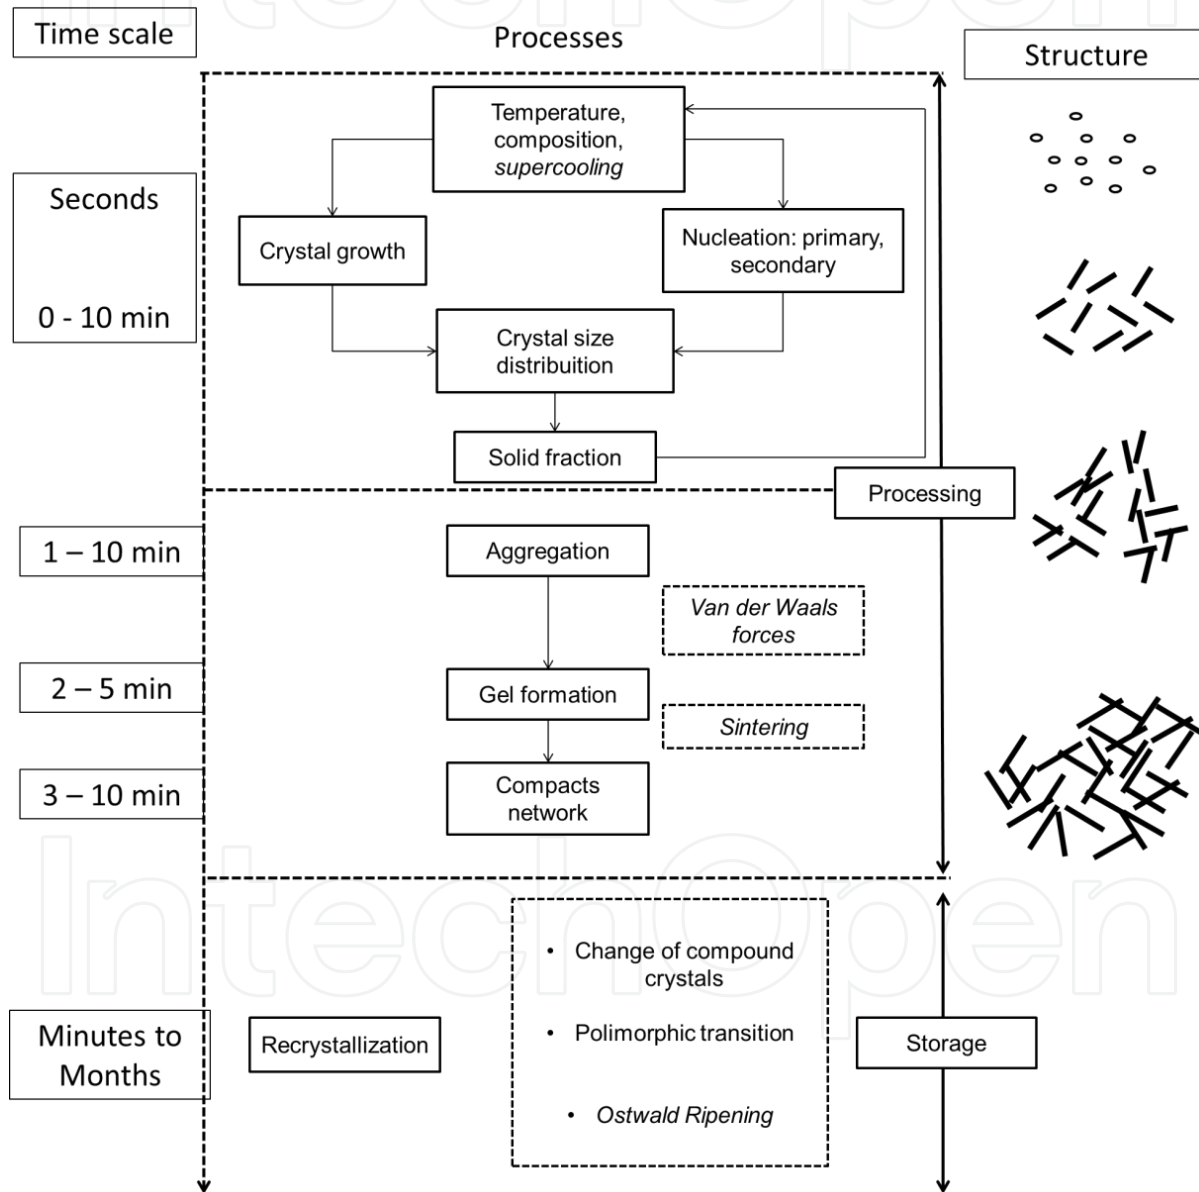 Time scale
Processes
Structure
Temperature,
composition,
supercooling
Seconds
0 - 10 min
Crystal growth
Nucleation: primary,
secondary
Crystal size
distribuition
Solid fraction
Processing
1 – 10 min
Aggregation
Van der Waals
forces
2 – 5 min
Gel formation
Sintering
3 – 10 min
Compacts
network
IntechOpen
• Change of compound
crystals
Minutes to
Months
Recrystallization
• Polimorphic transition
Storage
• Ostwald Ripening